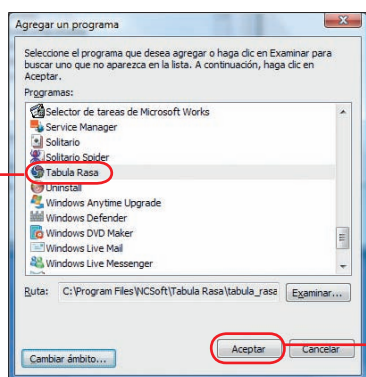 Agregar un programa
Seleccione el programa que desea agregar o haga clic en Examinar para
buscar uno que no aparezca en la lista. A continuación, haga clic en
Aceptar.
Programas:
Selector de tareas de Microsoft Works
Service Manager
Solitario
Solitario Spider
Tabula Rasa
Uninstall
Windows Anytime Upgrade
Windows Defender
Windows DVD Maker
Windows Live Mail
Windows Live Messenger
Ruta: C:\Program Files\NCSoft\Tabula Rasa\tabula_rasa Examinar...
Aceptar Cancelar
Cambiar ámbito...